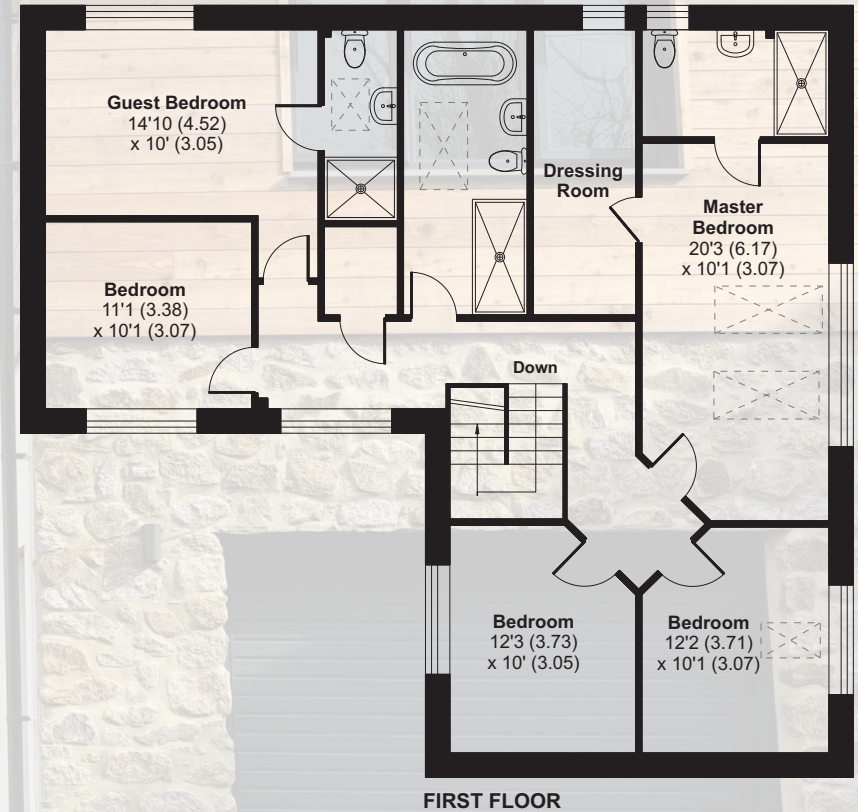 Guest Bedroom
14'10 (4.52)
x 10' (3.05)
Dressing
Room
Master
Bedroom
20'3 (6.17)
x 10'1 (3.07)
Bedroom
11'1 (3.38)
x 10'1 (3.07)
Down
Bedroom
12'3 (3.73)
x 10' (3.05)
Bedroom
12'2 (3.71)
x 10'1 (3.07)
FIRST FLOOR